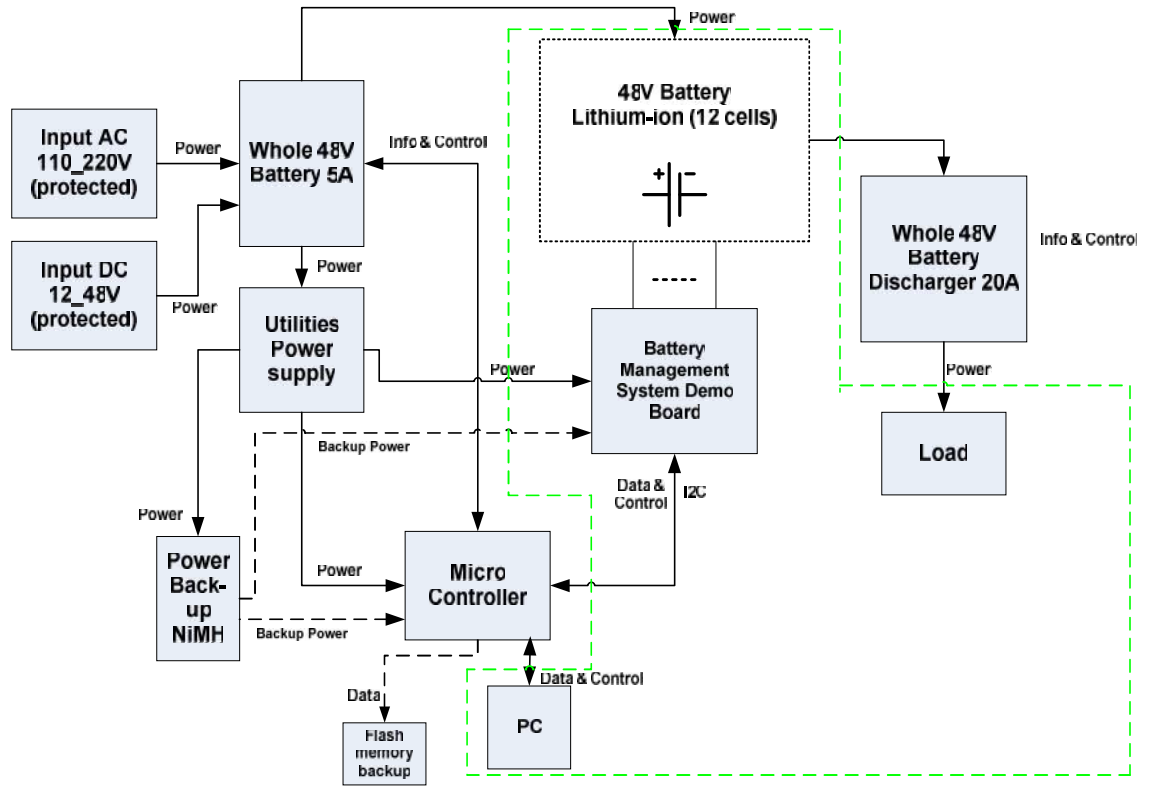 Power
48V Battery
Lithium-ion (12 cells)
+ -
Input AC
110_220V
(protected)
Power
Whole 48V
Battery 5A
Info & Control
Input DC
12_48V
(protected)
Power
Power
Whole 48V
Battery
Discharger 20A
Info & Control
-----
Utilities
Power
supply
Power
Battery
Management
System Demo
Board
Power
Load
Backup Power
Data &
Control
I2C
Power
Power
Back-
up
NiMH
Power
Micro
Controller
Backup Power
Data & Control
Data
PC
Flash
memory
backup